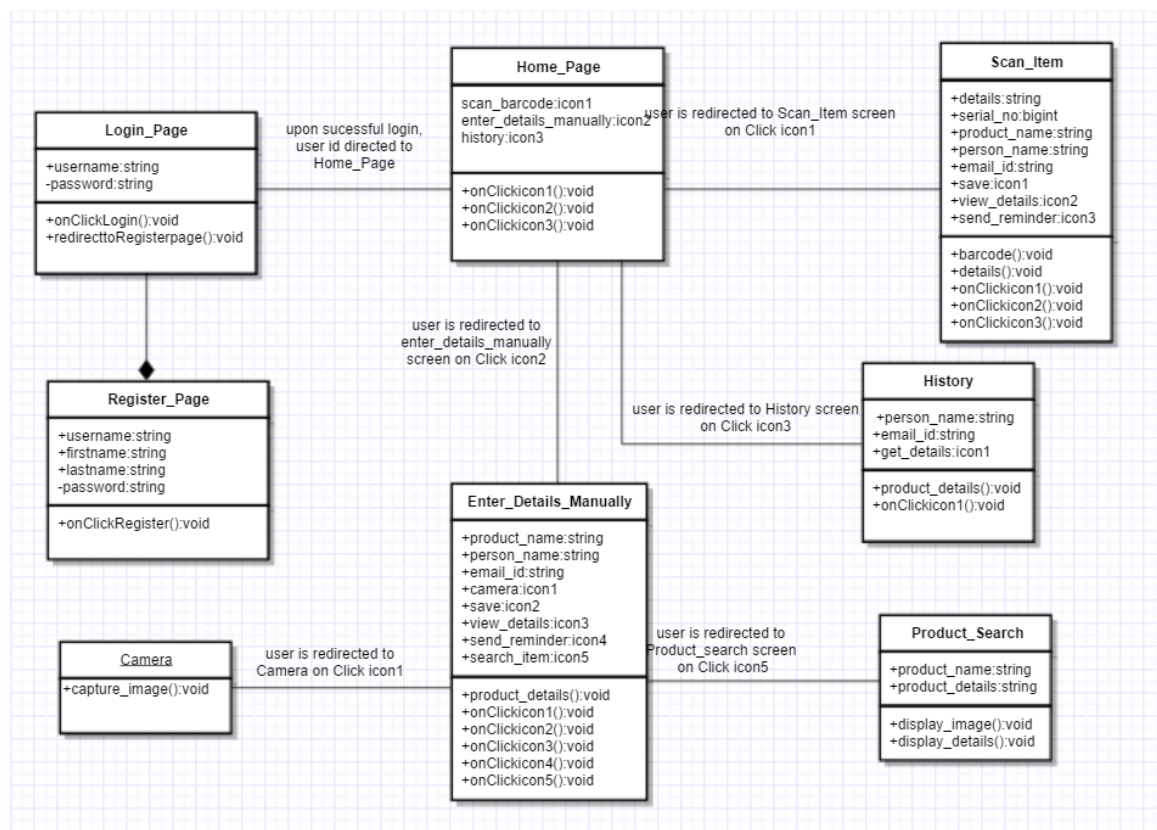 Login_Page
+username:string
-password:string
+onClickLogin():void
+redirecttoRegisterpage():void
upon sucessful login,
user id directed to
Home_Page
Home_Page
scan_barcode:icon1
enter_details_manually:icon2
history:icon3
+onClickicon1():void
+onClickicon2():void
+onClickicon3():void
user is redirected to Scan_Item screen
on Click icon1
Scan_Item
+details:string
+serial_no:bigint
+product_name:string
+person_name:string
+email_id:string
+save:icon1
+view_details:icon2
+send_reminder:icon3
+barcode():void
+details():void
+onClickicon1():void
+onClickicon2():void
+onClickicon3():void
user is redirected to
enter_details_manually
screen on Click icon2
user is redirected to History screen
on Click icon3
History
+person_name:string
+email_id:string
+get_details:icon1
+product_details():void
+onClickicon1():void
Register_Page
+username:string
+firstname:string
+lastname:string
-password:string
+onClickRegister():void
Enter_Details_Manually
+product_name:string
+person_name:string
+email_id:string
+camera:icon1
+save:icon2
+view_details:icon3
+send_reminder:icon4
+search_item:icon5
+product_details():void
+onClickicon1():void
+onClickicon2():void
+onClickicon3():void
+onClickicon4():void
+onClickicon5():void
Camera
+capture_image():void
user is redirected to
Camera on Click icon1
user is redirected to
Product_search screen
on Click icon5
Product_Search
+product_name:string
+product_details:string
+display_image():void
+display_details():void